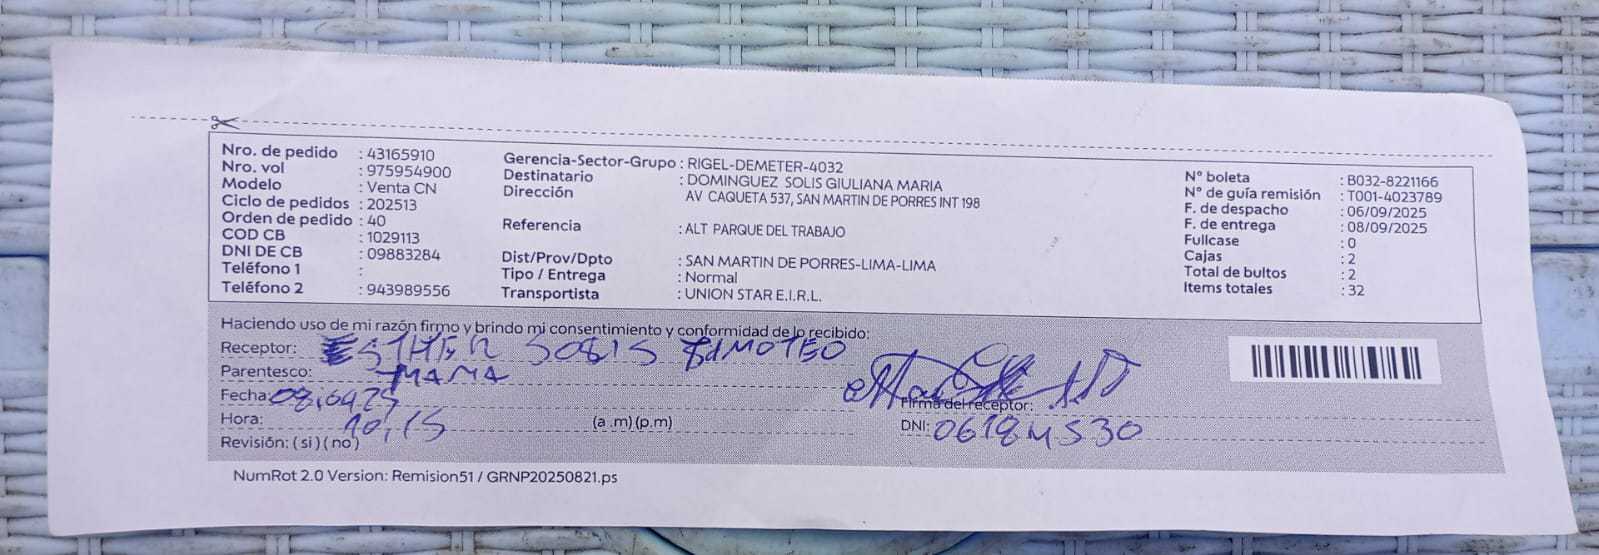 Nro. de pedido : 43165910
Nro. vol : 975954900
Modelo : Venta CN
Ciclo de pedidos : 202513
Orden de pedido : 40
COD CB : 1029113
DNI DE CB : 09883284
Teléfono 1 :
Teléfono 2 : 943989556
Gerencia-Sector-Grupo : RIGEL-DEMETER-4032
Destinatario : DOMINGUEZ SOLIS GIULIANA MARIA
Dirección AV CAQUETA 537, SAN MARTIN DE PORRES INT 198
Referencia : ALT PARQUE DEL TRABAJO
Dist/Prov/Dpto : SAN MARTIN DE PORRES-LIMA-LIMA
Tipo / Entrega : Normal
Transportista : UNION STAR E.I.R.L.
N° boleta : B032-8221166
N° de guía remisión : T001-4023789
F. de despacho : 06/09/2025
F. de entrega : 08/09/2025
Fullcase : 0
Cajas : 2
Total de bultos : 2
Items totales : 32
Haciendo uso de mi razón firmo y brindo mi consentimiento y conformidad de lo recibido:
Receptor: ESTHER SOLIS TIMOTEO
Parentesco: MAMA
Fecha: 08,09,25
Hora: 10,15 (a .m) (p.m)
Revisión: ( si ) ( no )
Firma del receptor:
DNI:
NumRot 2.0 Version: Remision51 / GRNP20250821.ps